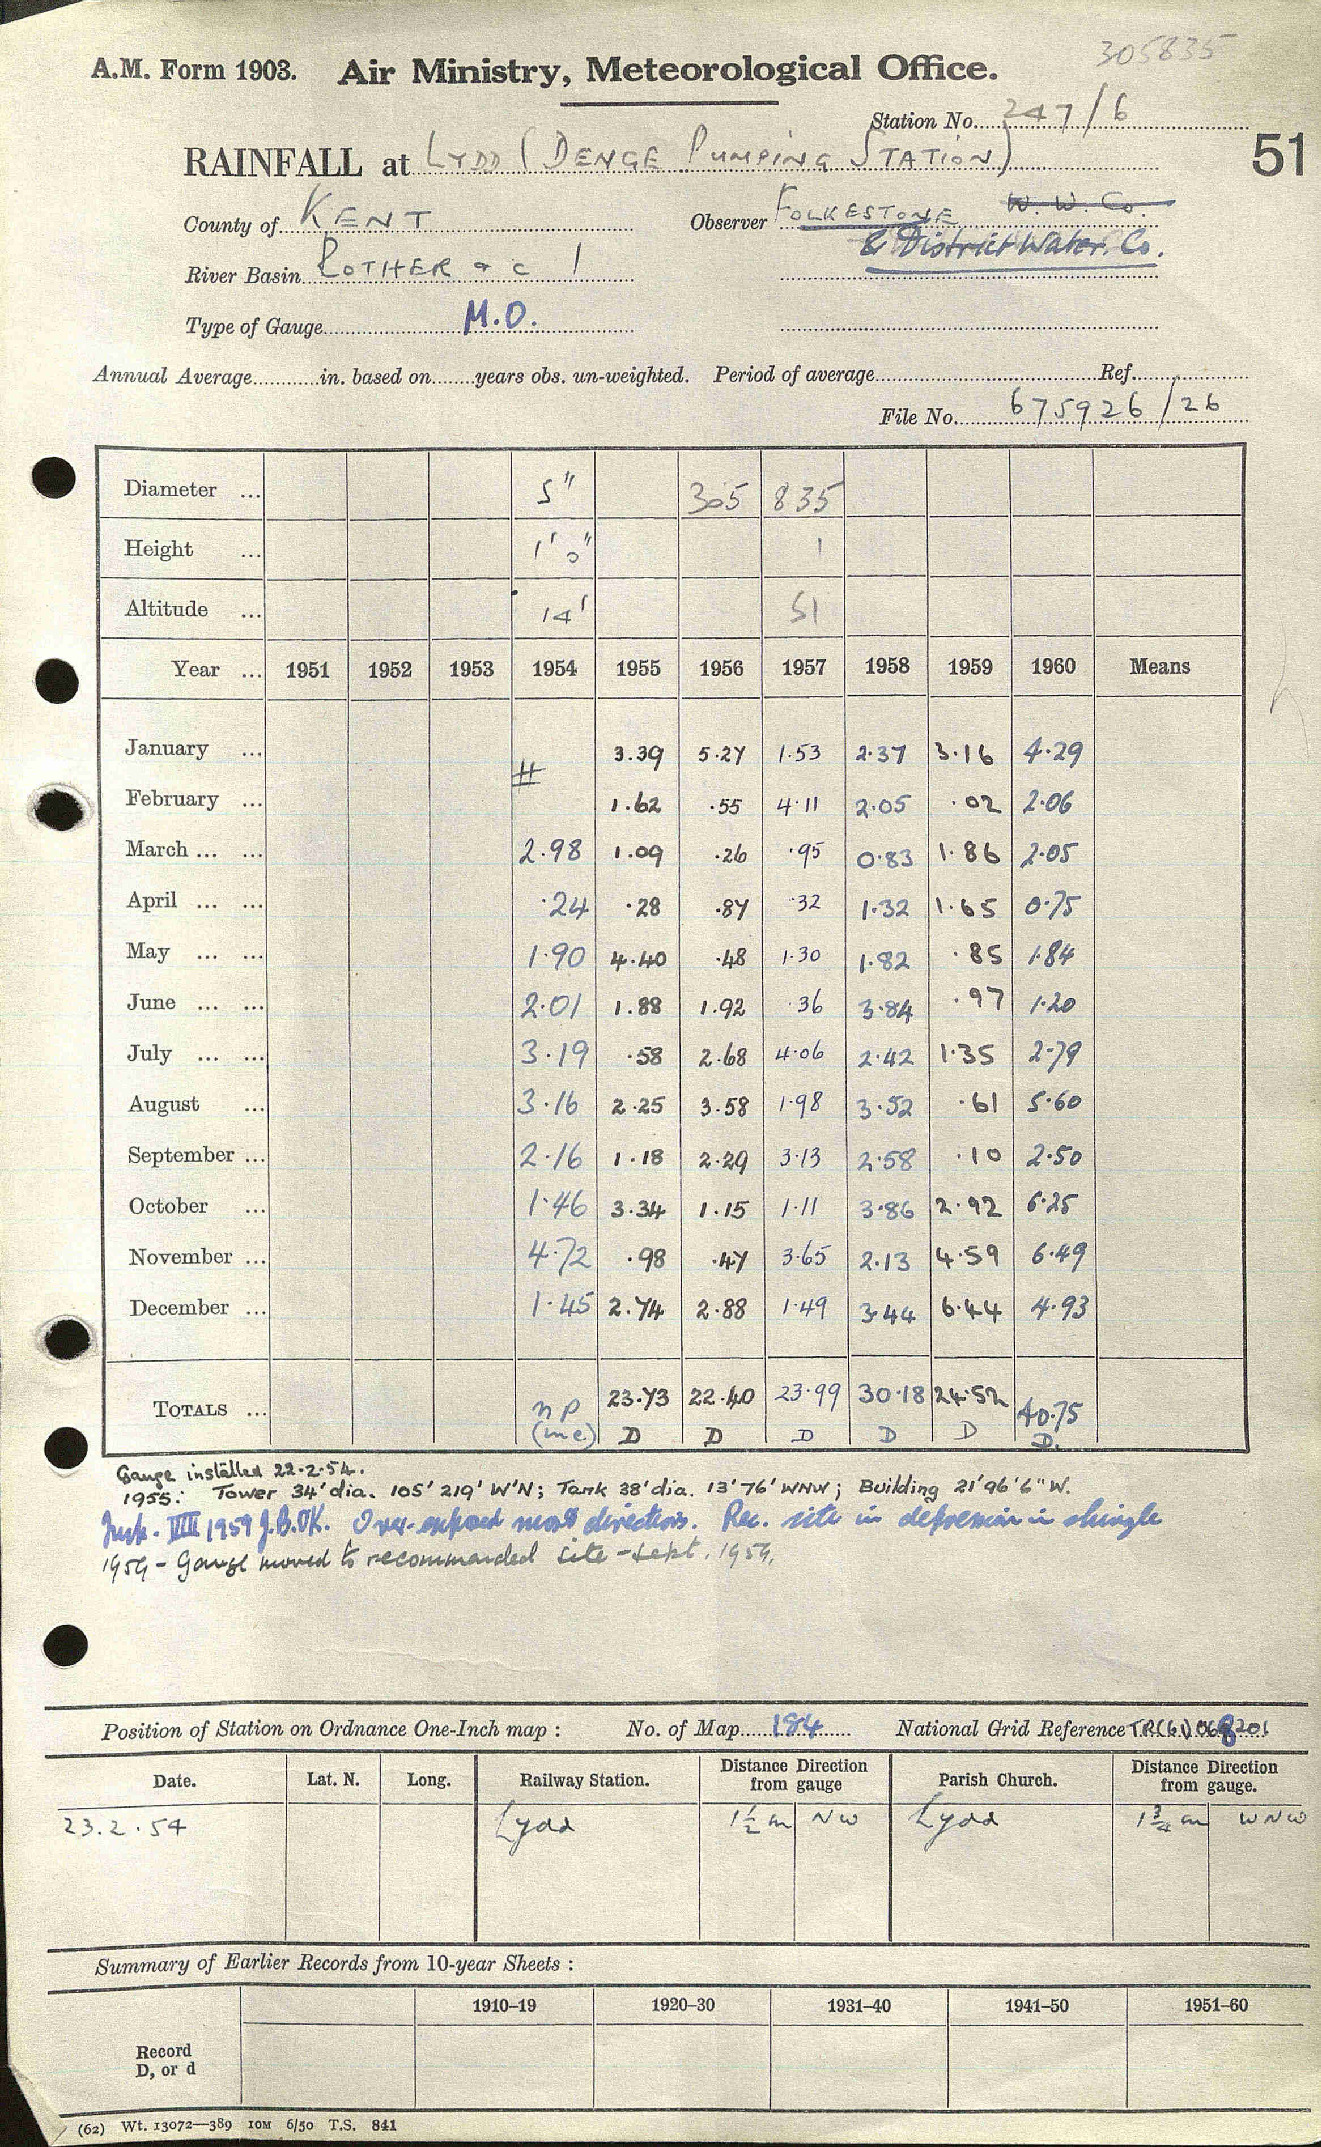 305835
A.M. Form 1903. Air Ministry, Meteorological Office.
Station No. 247/6
51
RAINFALL at LYDD (DENGE PUMPING STATION)
County of KENT Observer FOLKESTONE W. W. Co.
& District Water Co.
River Basin ROTHER & C 1
Type of Gauge M.O.
Annual Average in. based on years obs. un-weighted. Period of average Ref.
File No. 675926/26
Diameter ... 5" 305 835
Height ... 1' 0" 1
Altitude ... 14' 51
Year ... 1951 1952 1953 1954 1955 1956 1957 1958 1959 1960 Means
January ... # 3.39 5.27 1.53 2.37 3.16 4.29
February ... 1.62 .55 4.11 2.05 .02 2.06
March ... ... 2.98 1.09 .26 .95 0.83 1.86 2.05
April ... ... .24 .28 .87 .32 1.32 1.65 0.75
May ... ... 1.90 4.40 .48 1.30 1.82 .85 1.84
June ... ... 2.01 1.88 1.92 .36 3.84 .97 1.20
July ... ... 3.19 .58 2.68 4.06 2.42 1.35 2.79
August ... 3.16 2.25 3.58 1.98 3.52 .61 5.60
September ... 2.16 1.18 2.29 3.13 2.58 .10 2.50
October ... 1.46 3.34 1.15 1.11 3.86 2.92 6.25
November ... 4.72 .98 .47 3.65 2.13 4.59 6.49
December ... 1.45 2.74 2.88 1.49 3.44 6.44 4.93
TOTALS ... np 23.73 22.40 23.99 30.18 24.52 40.75
(inc) D D D D D D.
Gauge installed 22.2.54.
1955: Tower 34' dia. 105' 219' W'N; Tank 38' dia. 13' 76' WNW; Building 21' 96' 6" W.
Insp. VIII 1959 J.B. OK. Over-exposed most directions. Rec. site in depression in shingle
1959 - Gauge moved to recommended site - Sept. 1959.
Position of Station on Ordnance One-Inch map : No. of Map 184 National Grid Reference TR(61)068201
Date. Lat. N. Long. Railway Station. Distance Direction from gauge Parish Church. Distance Direction from gauge.
23.2.54 Lydd 1½ m NW Lydd 1¾ m WNW
Summary of Earlier Records from 10-year Sheets :
1910–19 1920–30 1931–40 1941–50 1951–60
Record
D, or d
(62) Wt. 13072—389 10M 6/50 T.S. 841